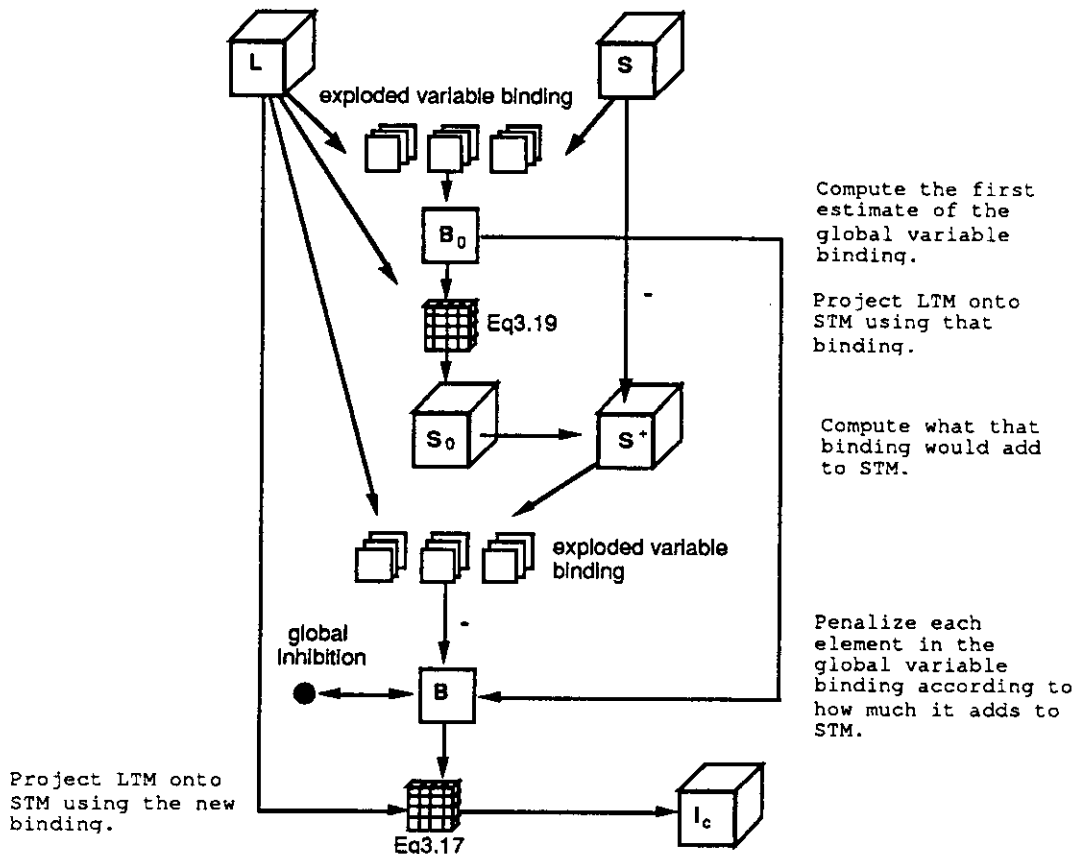 L
S
exploded variable binding
Compute the first
estimate of the
global variable
binding.
B₀
Project LTM onto
STM using that
binding.
Eq3.19
S₀
S⁺
Compute what that
binding would add
to STM.
exploded variable
binding
global
inhibition
B
Penalize each
element in the
global variable
binding according to
how much it adds to
STM.
Project LTM onto
STM using the new
binding.
Eq3.17
I_c